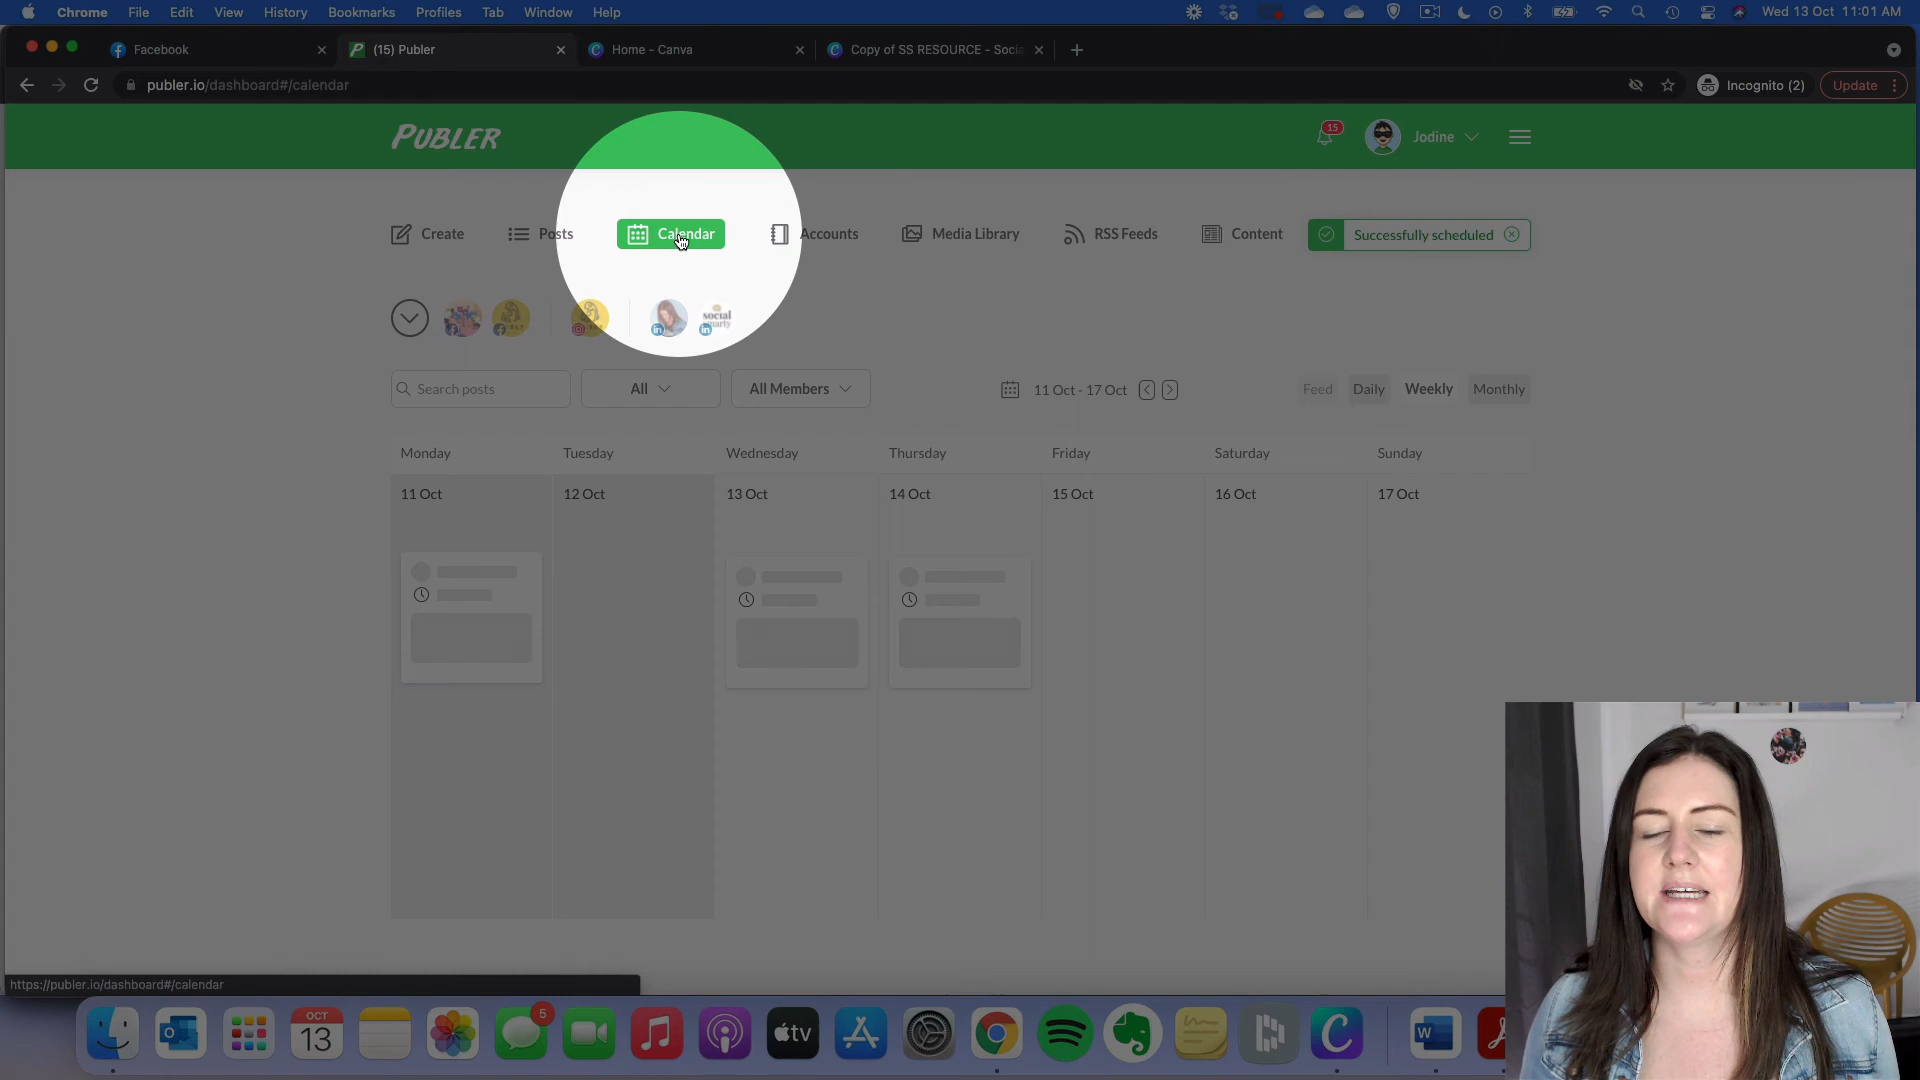 Chrome File Edit View History Bookmarks Profiles Tab Window Help Wed 13 Oct 11:01 AM
Facebook (15) Publer Home - Canva Copy of SS RESOURCE - Socia
publer.io/dashboard#/calendar Incognito (2) Update
PUBLER 15 Jodine
Create Posts Calendar Accounts Media Library RSS Feeds Content Successfully scheduled
social
Search posts All All Members 11 Oct - 17 Oct Feed Daily Weekly Monthly
Monday Tuesday Wednesday Thursday Friday Saturday Sunday
11 Oct 12 Oct 13 Oct 14 Oct 15 Oct 16 Oct 17 Oct
https://publer.io/dashboard#/calendar
OCT
13
5
tv
W